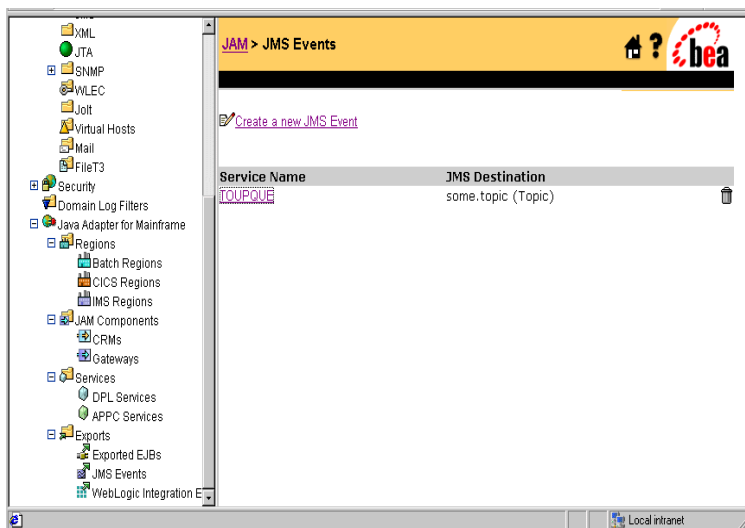 XML
JTA
SNMP
WLEC
Jolt
Virtual Hosts
Mail
FileT3
Security
Domain Log Filters
Java Adapter for Mainframe
Regions
Batch Regions
CICS Regions
IMS Regions
JAM Components
CRMs
Gateways
Services
DPL Services
APPC Services
Exports
Exported EJBs
JMS Events
WebLogic Integration E
JAM > JMS Events
? bea
Create a new JMS Event
Service Name JMS Destination
TOUPQUE some.topic (Topic)
Local intranet